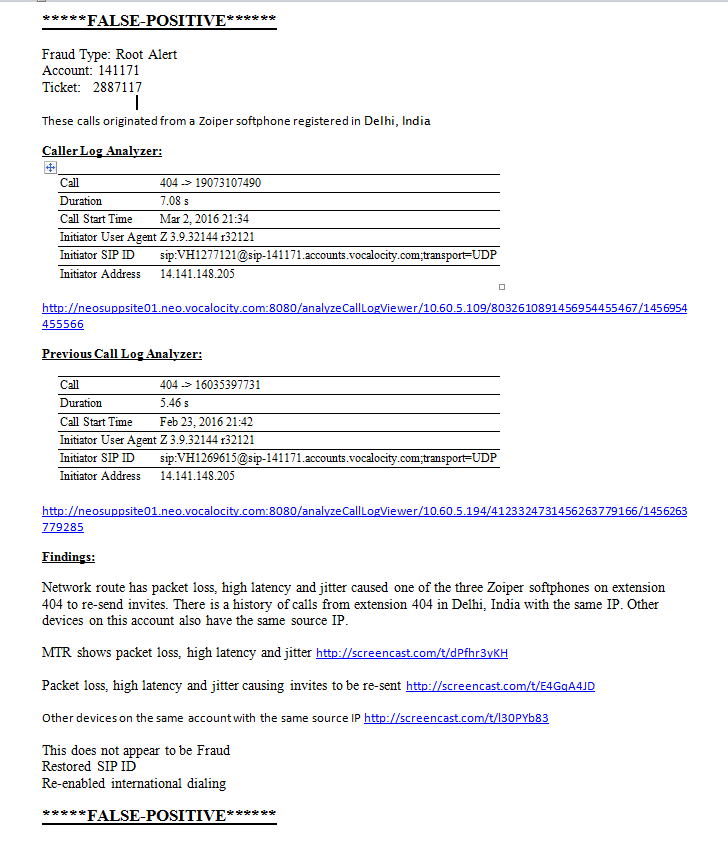 *****FALSE-POSITIVE******
Fraud Type: Root Alert
Account: 141171
Ticket: 2887117
These calls originated from a Zoiper softphone registered in Delhi, India
Caller Log Analyzer:
Call 404 -> 19073107490
Duration 7.08 s
Call Start Time Mar 2, 2016 21:34
Initiator User Agent Z 3.9.32144 r32121
Initiator SIP ID sip:VH1277121@sip-141171.accounts.vocalocity.com;transport=UDP
Initiator Address 14.141.148.205
http://neosuppsite01.neo.vocalocity.com:8080/analyzeCallLogViewer/10.60.5.109/8032610891456954455467/1456954
455566
Previous Call Log Analyzer:
Call 404 -> 16035397731
Duration 5.46 s
Call Start Time Feb 23, 2016 21:42
Initiator User Agent Z 3.9.32144 r32121
Initiator SIP ID sip:VH1269615@sip-141171.accounts.vocalocity.com;transport=UDP
Initiator Address 14.141.148.205
http://neosuppsite01.neo.vocalocity.com:8080/analyzeCallLogViewer/10.60.5.194/4123324731456263779166/1456263
779285
Findings:
Network route has packet loss, high latency and jitter caused one of the three Zoiper softphones on extension
404 to re-send invites. There is a history of calls from extension 404 in Delhi, India with the same IP. Other
devices on this account also have the same source IP.
MTR shows packet loss, high latency and jitter http://screencast.com/t/dPfhr3yKH
Packet loss, high latency and jitter causing invites to be re-sent http://screencast.com/t/E4GqA4JD
Other devices on the same account with the same source IP http://screencast.com/t/l30PYb83
This does not appear to be Fraud
Restored SIP ID
Re-enabled international dialing
*****FALSE-POSITIVE******